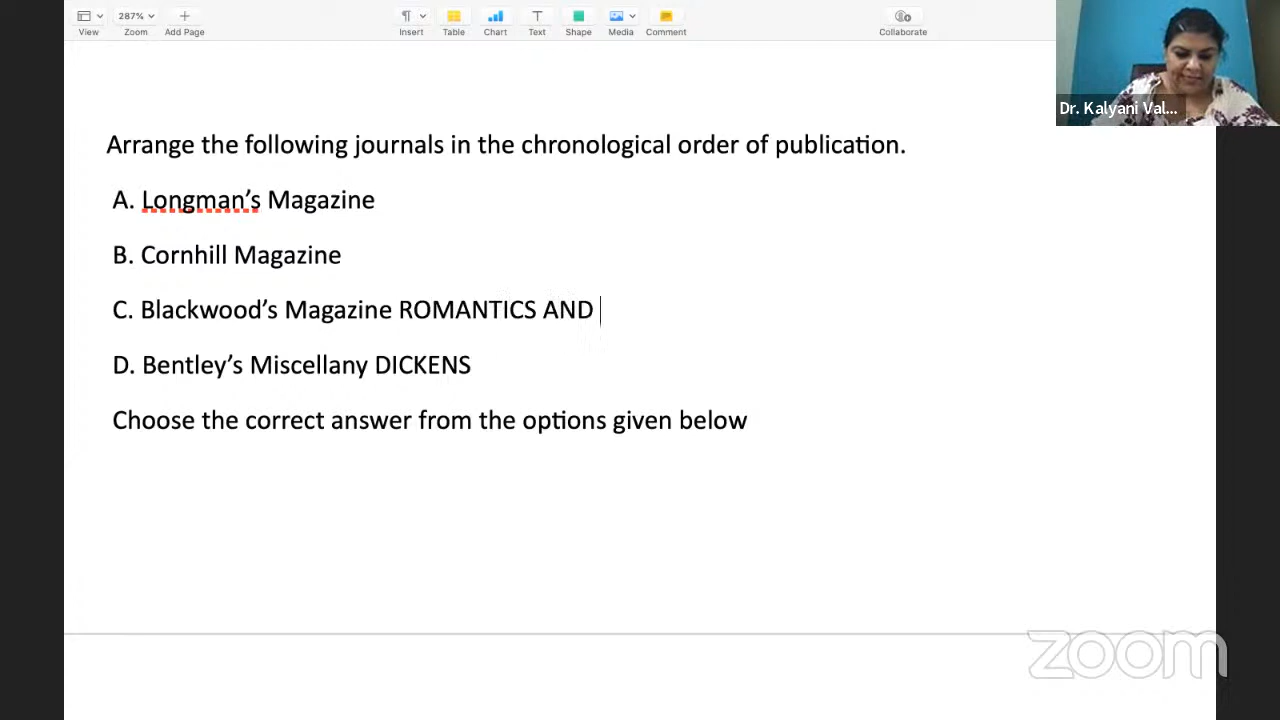 View
287%
Zoom
Add Page
Insert
Table
Chart
Text
Shape
Media
Comment
Collaborate
Dr. Kalyani Val...
Arrange the following journals in the chronological order of publication.
A. Longman’s Magazine
B. Cornhill Magazine
C. Blackwood’s Magazine ROMANTICS AND
D. Bentley’s Miscellany DICKENS
Choose the correct answer from the options given below
zoom